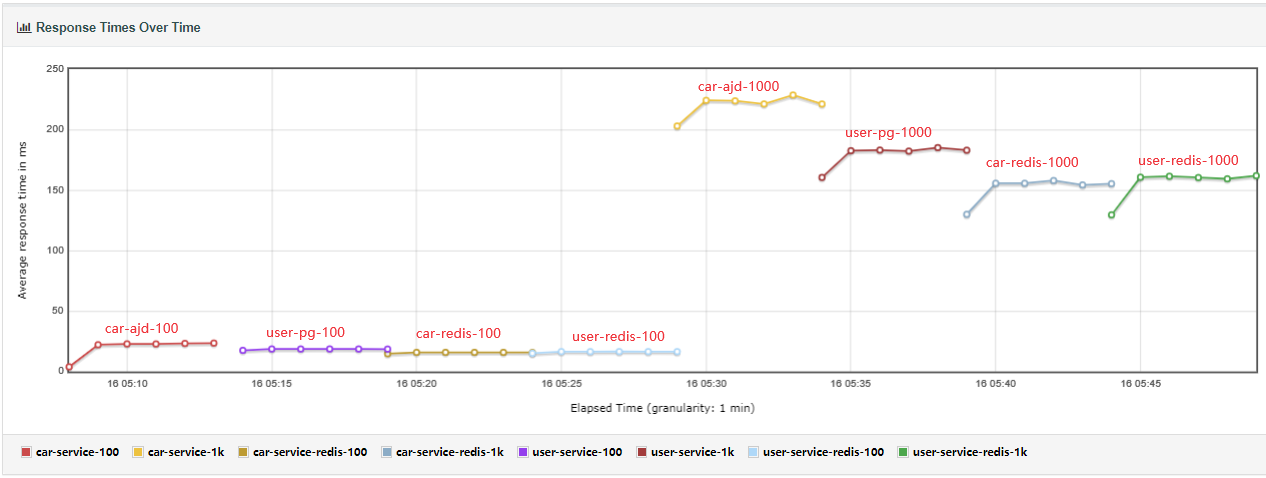 Response Times Over Time
250
200
150
100
50
0
Average response time in ms
car-ajd-1000
user-pg-1000
car-redis-1000
user-redis-1000
car-ajd-100
user-pg-100
car-redis-100
user-redis-100
16 05:10
16 05:15
16 05:20
16 05:25
16 05:30
16 05:35
16 05:40
16 05:45
Elapsed Time (granularity: 1 min)
car-service-100 car-service-1k car-service-redis-100 car-service-redis-1k user-service-100 user-service-1k user-service-redis-100 user-service-redis-1k